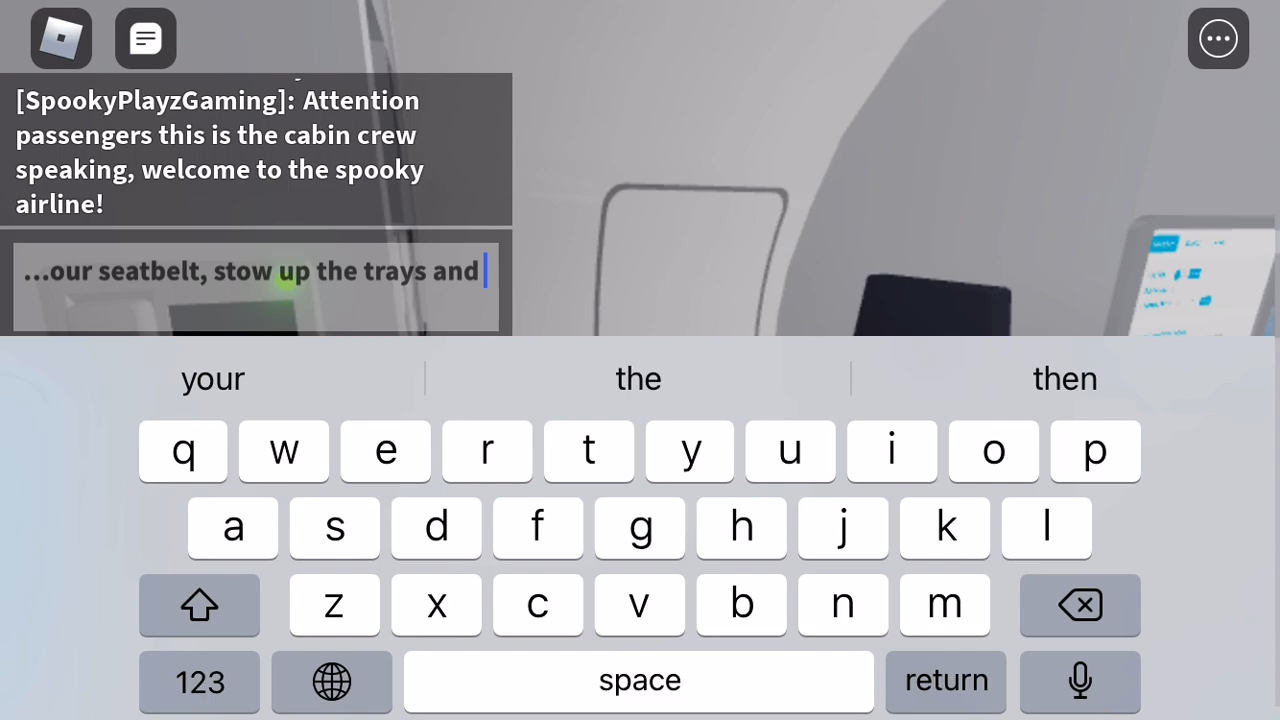 [SpookyPlayzGaming]: Attention
passengers this is the cabin crew
speaking, welcome to the spooky
airline!
...our seatbelt, stow up the trays and
your the then
q w e r t y u i o p
a s d f g h j k l
z x c v b n m
123 space return